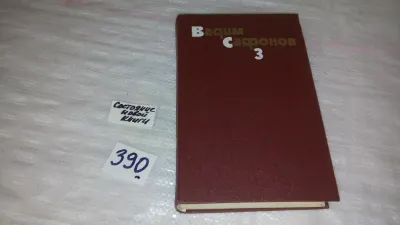 Вадим
Сафонов
3
Состояние
новой
книги
390